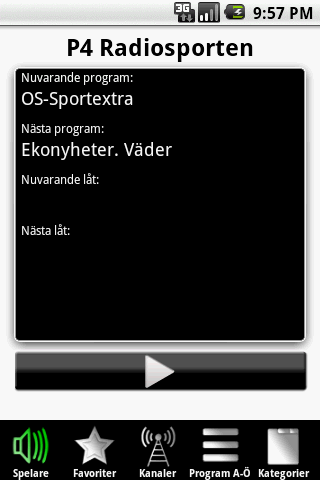 3G
9:57 PM
P4 Radiosporten
Nuvarande program:
OS-Sportextra
Nästa program:
Ekonyheter. Väder
Nuvarande låt:
Nästa låt:
Spelare
Favoriter
Kanaler
Program A-Ö
Kategorier